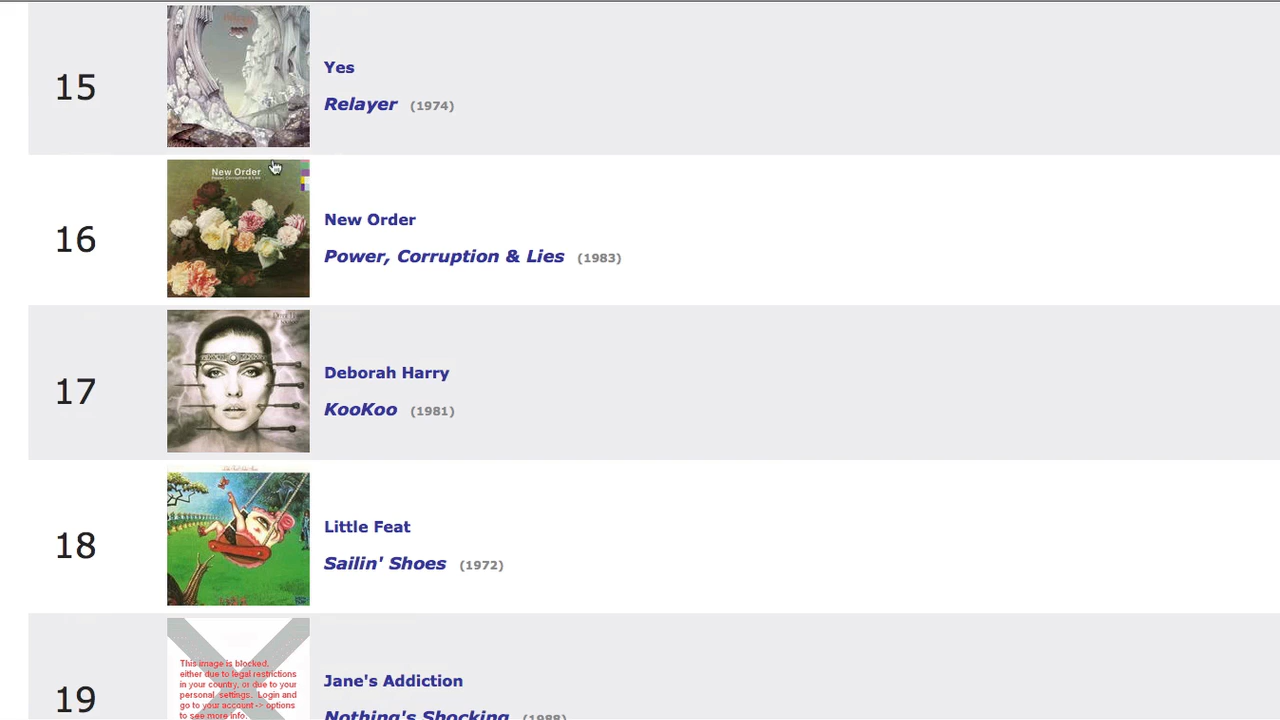 15
Yes
Relayer (1974)
16
New Order
New Order
Power, Corruption & Lies (1983)
17
Deborah Harry
KooKoo (1981)
18
Little Feat
Sailin' Shoes (1972)
19
This image is blocked,
either due to legal restrictions
in your country, or due to your
personal settings. Login and
go to your account -> options
to see more info.
Jane's Addiction
Nothing's Shocking (1988)